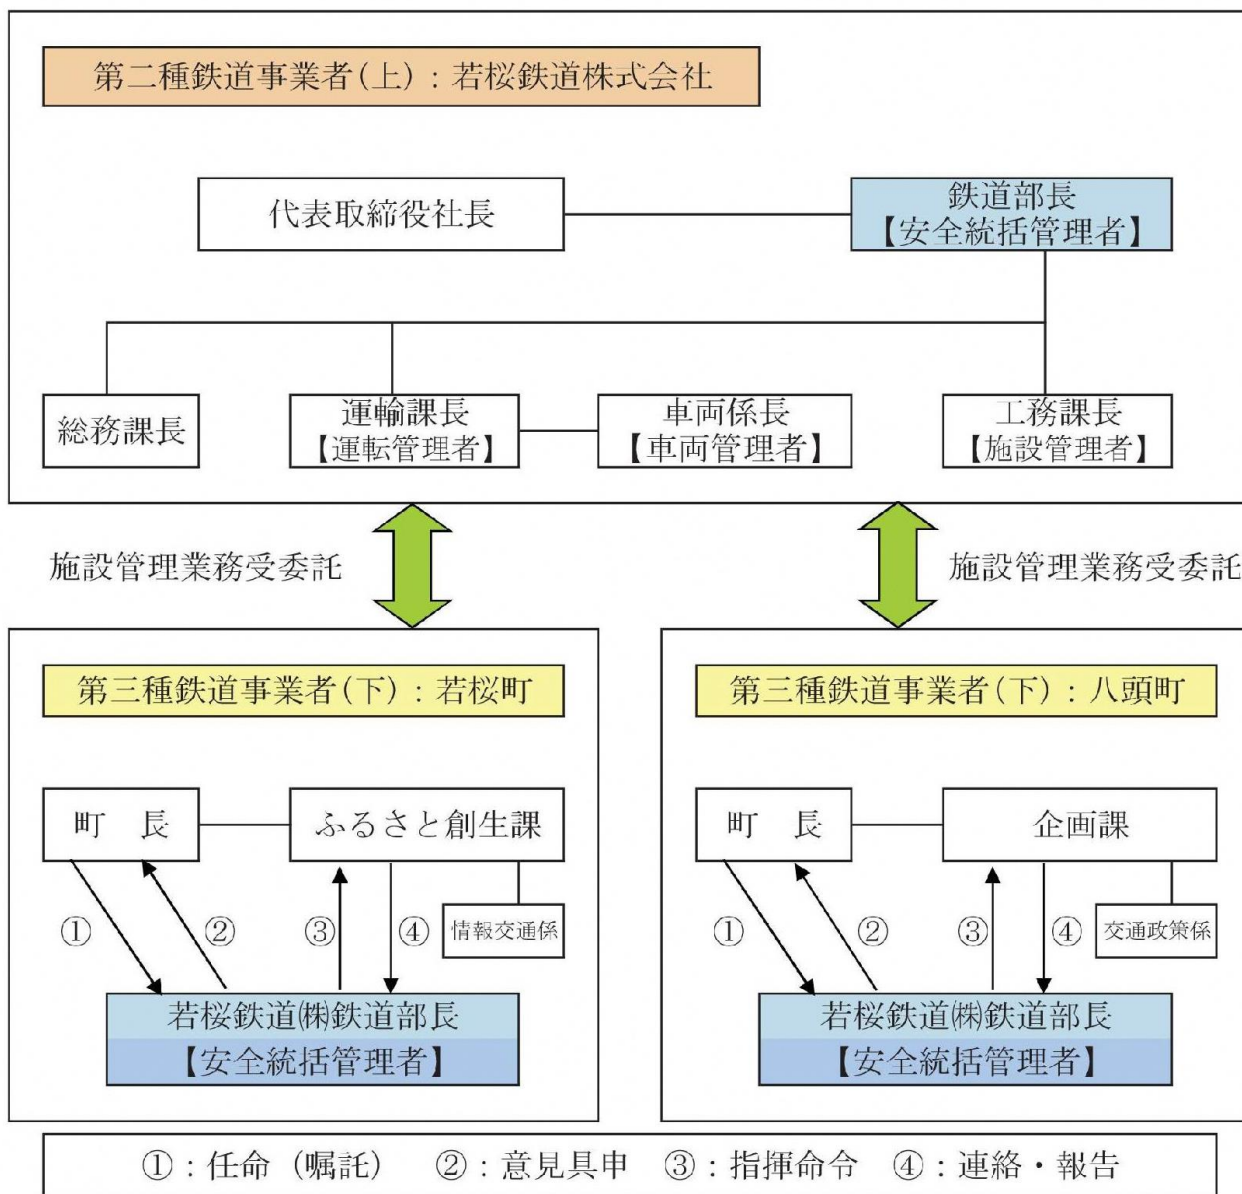 第二種鉄道事業者(上)：若桜鉄道株式会社
代表取締役社長
鉄道部長
【安全統括管理者】
総務課長
運輸課長
【運転管理者】
車両係長
【車両管理者】
工務課長
【施設管理者】
施設管理業務受委託
施設管理業務受委託
第三種鉄道事業者(下)：若桜町
町　長
ふるさと創生課
①
②
③
④
情報交通係
若桜鉄道㈱鉄道部長
【安全統括管理者】
第三種鉄道事業者(下)：八頭町
町　長
企画課
①
②
③
④
交通政策係
若桜鉄道㈱鉄道部長
【安全統括管理者】
①：任命（嘱託）　②：意見具申　③：指揮命令　④：連絡・報告